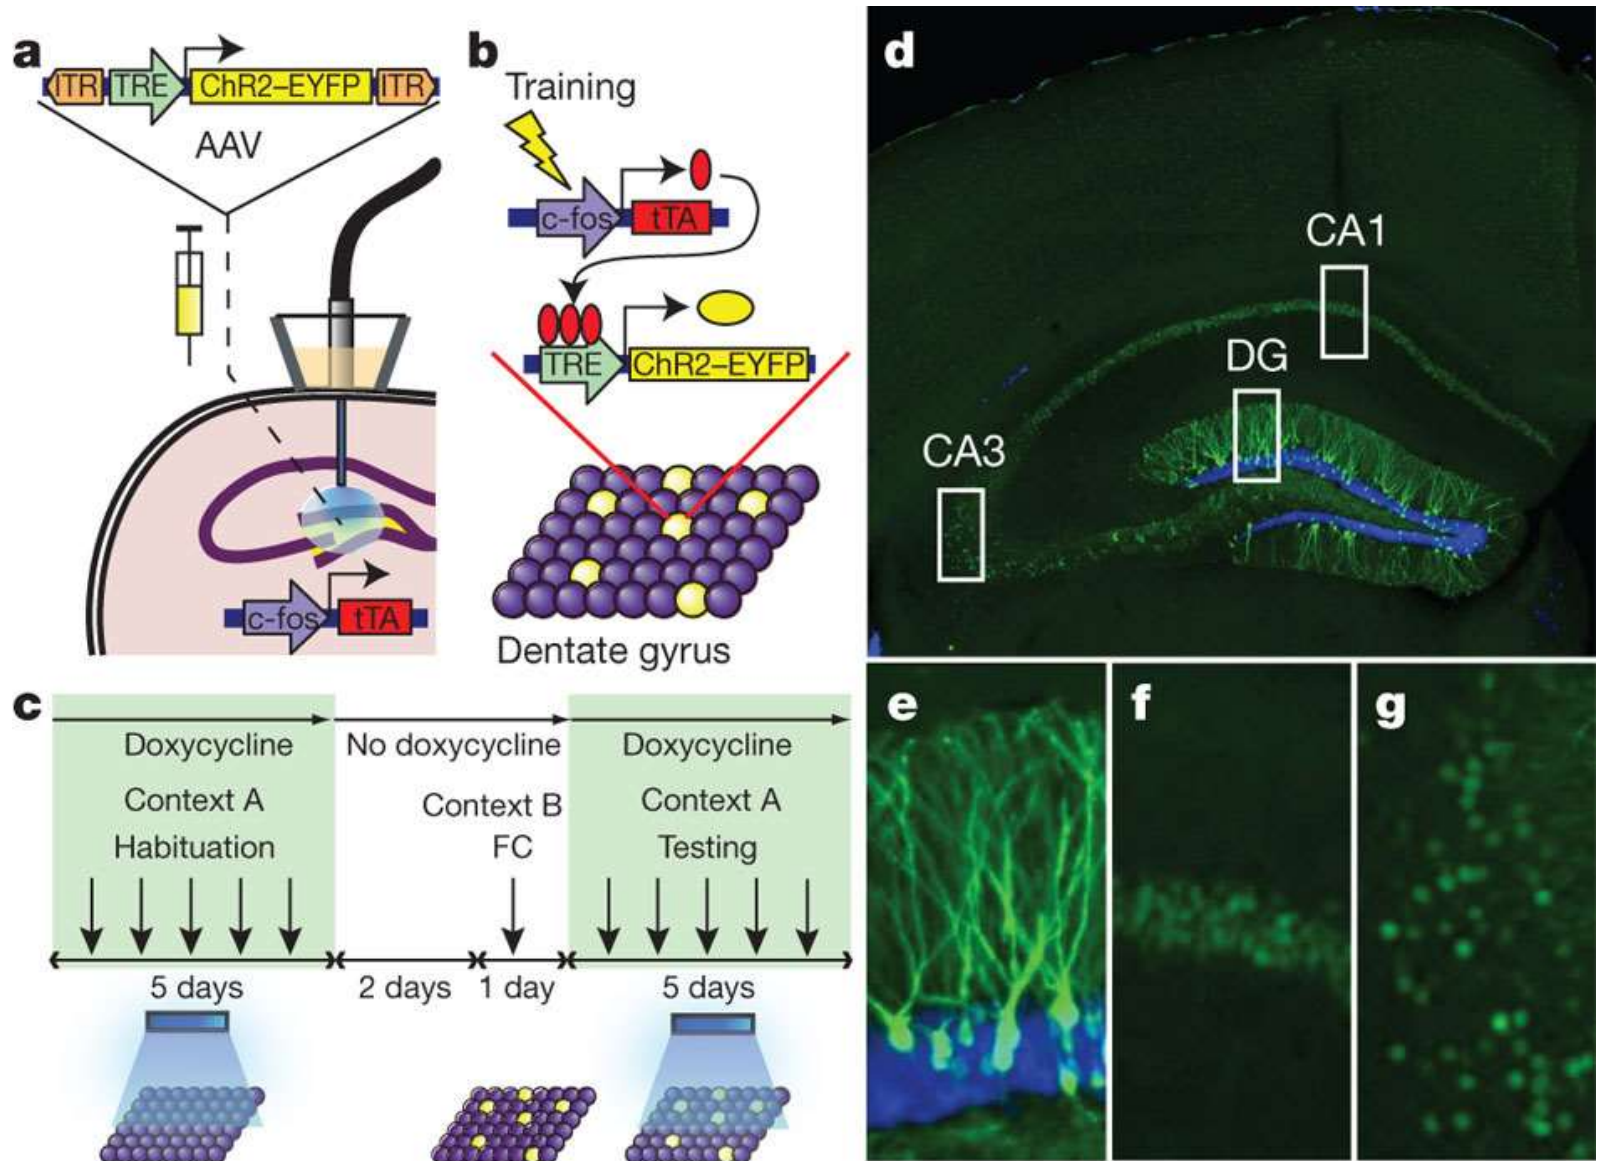 a
ITR TRE ChR2–EYFP ITR
AAV
c-fos tTA
b
Training
c-fos tTA
TRE ChR2–EYFP
Dentate gyrus
c
Doxycycline No doxycycline Doxycycline
Context A Context B Context A
Habituation FC Testing
5 days 2 days 1 day 5 days
d
CA1
DG
CA3
e
f
g